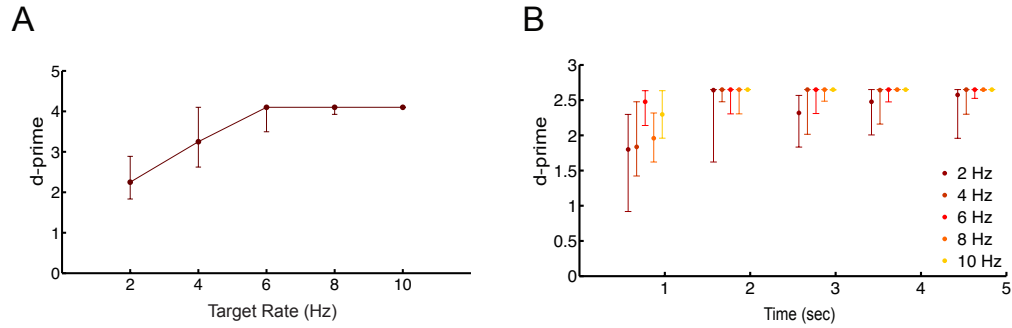 A
d-prime
5
4
3
2
1
0
2 4 6 8 10
Target Rate (Hz)
B
d-prime
3
2.5
2
1.5
1
0.5
0
1 2 3 4 5
Time (sec)
2 Hz
4 Hz
6 Hz
8 Hz
10 Hz